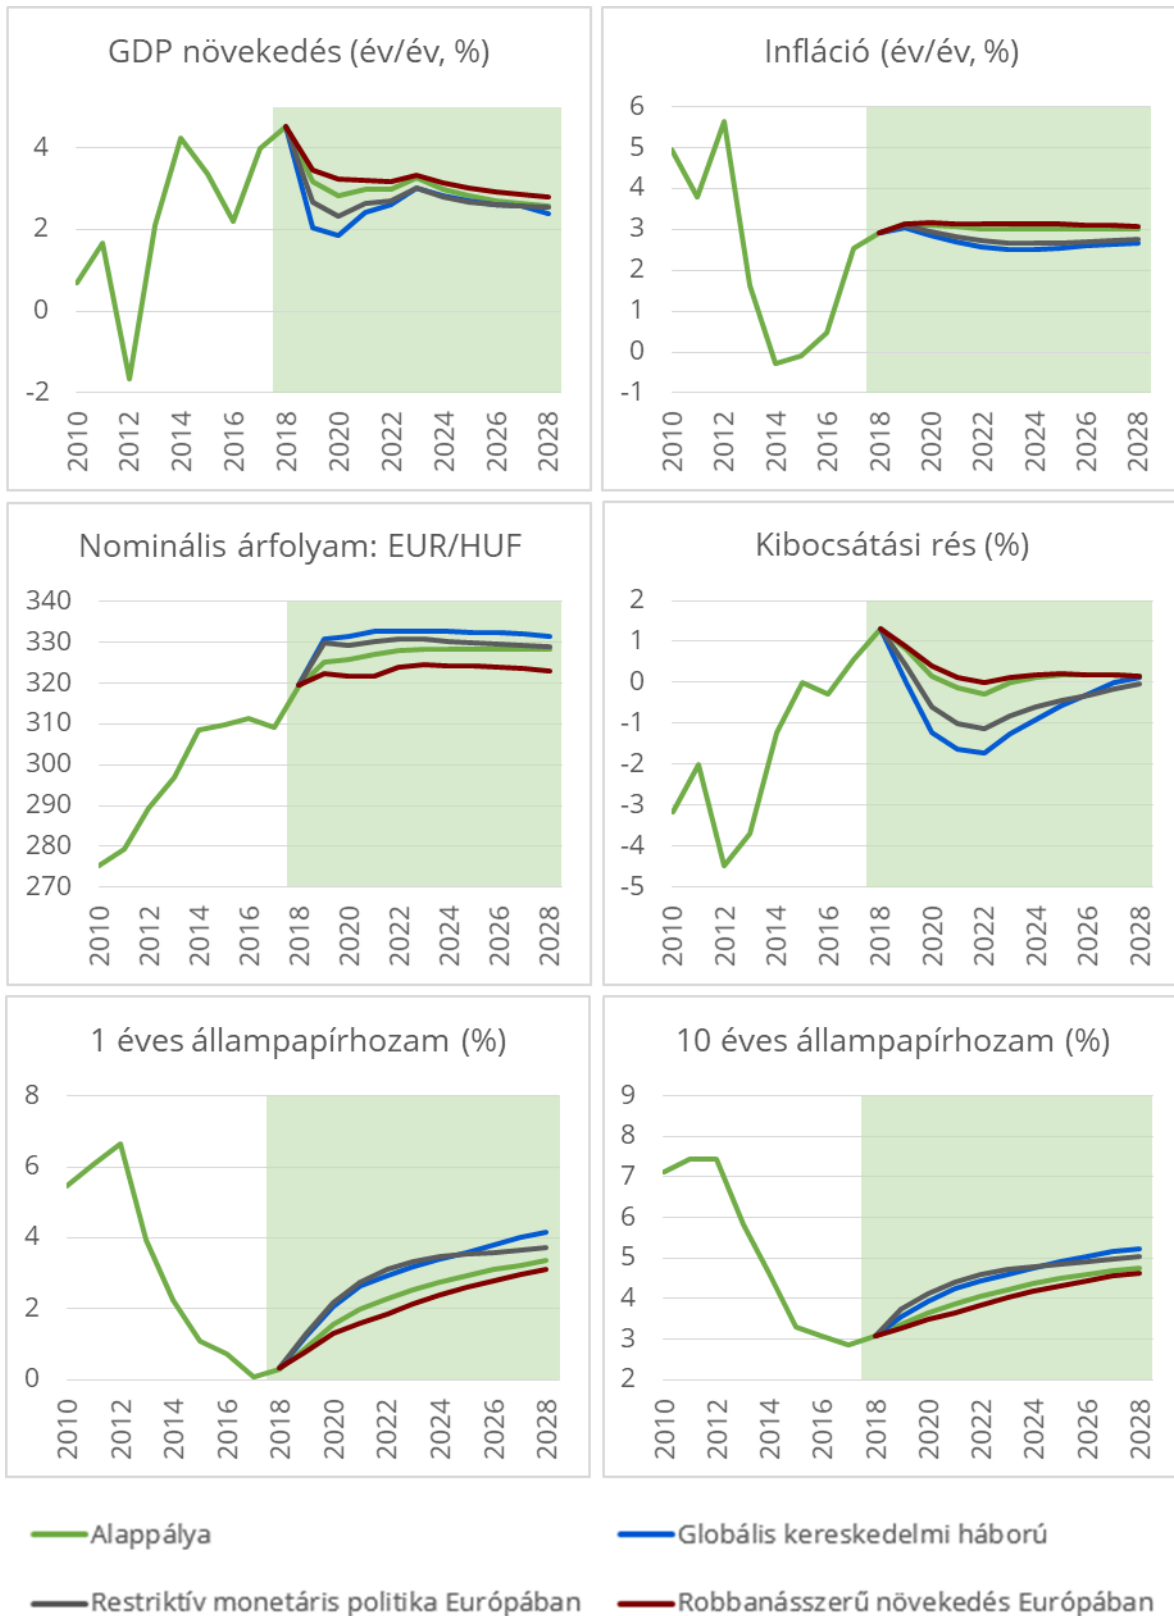 GDP növekedés (év/év, %)
4
2
0
-2
2010 2012 2014 2016 2018 2020 2022 2024 2026 2028
Infláció (év/év, %)
6
5
4
3
2
1
0
-1
2010 2012 2014 2016 2018 2020 2022 2024 2026 2028
Nominális árfolyam: EUR/HUF
340
330
320
310
300
290
280
270
2010 2012 2014 2016 2018 2020 2022 2024 2026 2028
Kibocsátási rés (%)
2
1
0
-1
-2
-3
-4
-5
2010 2012 2014 2016 2018 2020 2022 2024 2026 2028
1 éves állampapírhozam (%)
8
6
4
2
0
2010 2012 2014 2016 2018 2020 2022 2024 2026 2028
10 éves állampapírhozam (%)
9
8
7
6
5
4
3
2
2010 2012 2014 2016 2018 2020 2022 2024 2026 2028
Alappálya
Globális kereskedelmi háború
Restriktív monetáris politika Európában
Robbanásszerű növekedés Európában